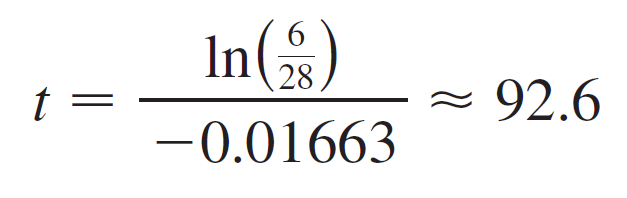 t = ln(6/28) / −0.01663 ≈ 92.6